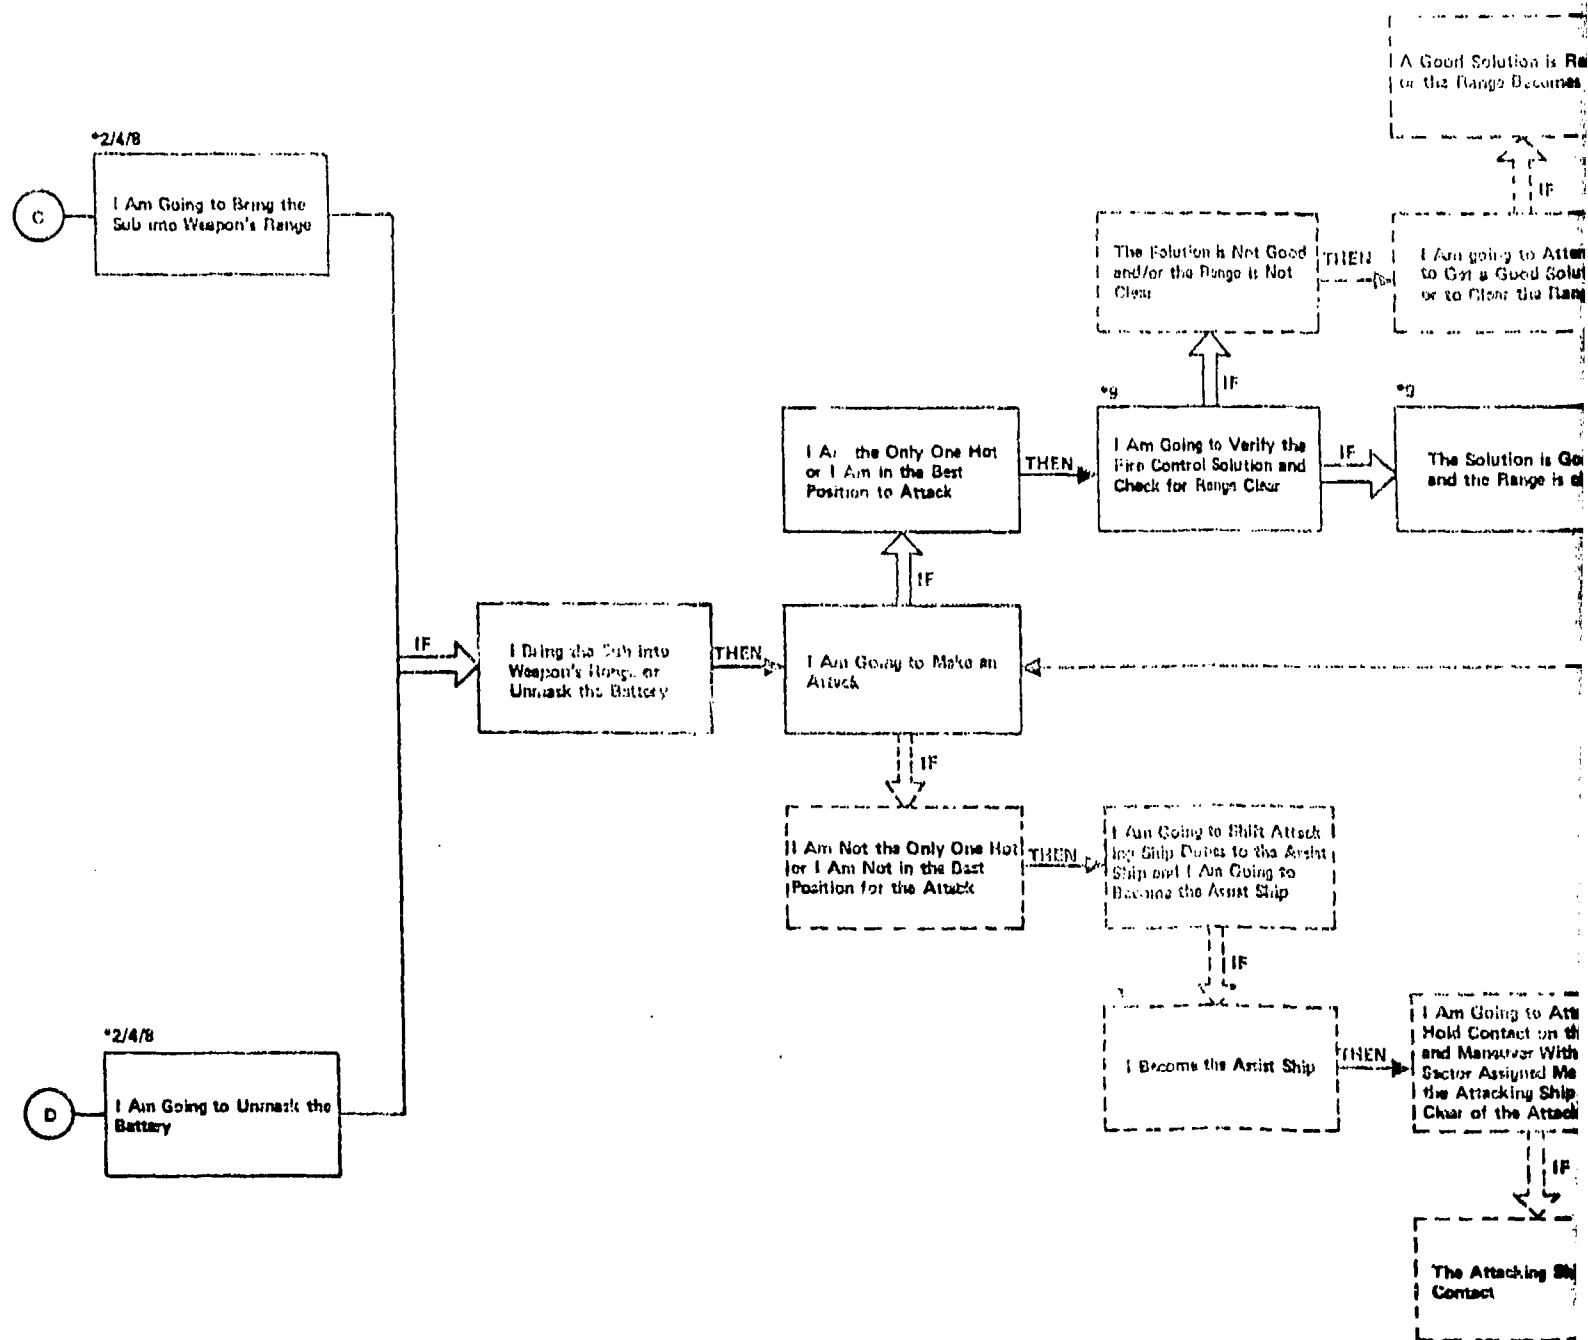 A Good Solution is
or the Range Becomes
IF
*2/4/8
C
I Am Going to Bring the
Sub into Weapon's Range
The Solution is Not Good
and/or the Range is Not
Clear
THEN
I Am going to
to Get a Good
or to Clear the
IF
*9
*9
I the Only One Hot
or I Am in the Best
Position to Attack
THEN
I Am Going to Verify the
Fire Control Solution and
Check for Range Clear
IF
The Solution is
and the Range is
IF
IF
I Bring the Sub into
Weapon's Range or
Unmask the Battery
THEN
I Am Going to Make an
Attack
IF
I Am Not the Only One Hot
or I Am Not in the Best
Position for the Attack
THEN
I Am Going to Shift Attack
ing Ship Duties to the Assist
Ship and I Am Going to
Become the Assist Ship
IF
I Become the Assist Ship
THEN
I Am Going to
Hold Contact on
and Maneuver With
Sector Assigned
the Attacking Ship
Clear of the
IF
The Attacking
Contact
*2/4/8
D
I Am Going to Unmask the
Battery